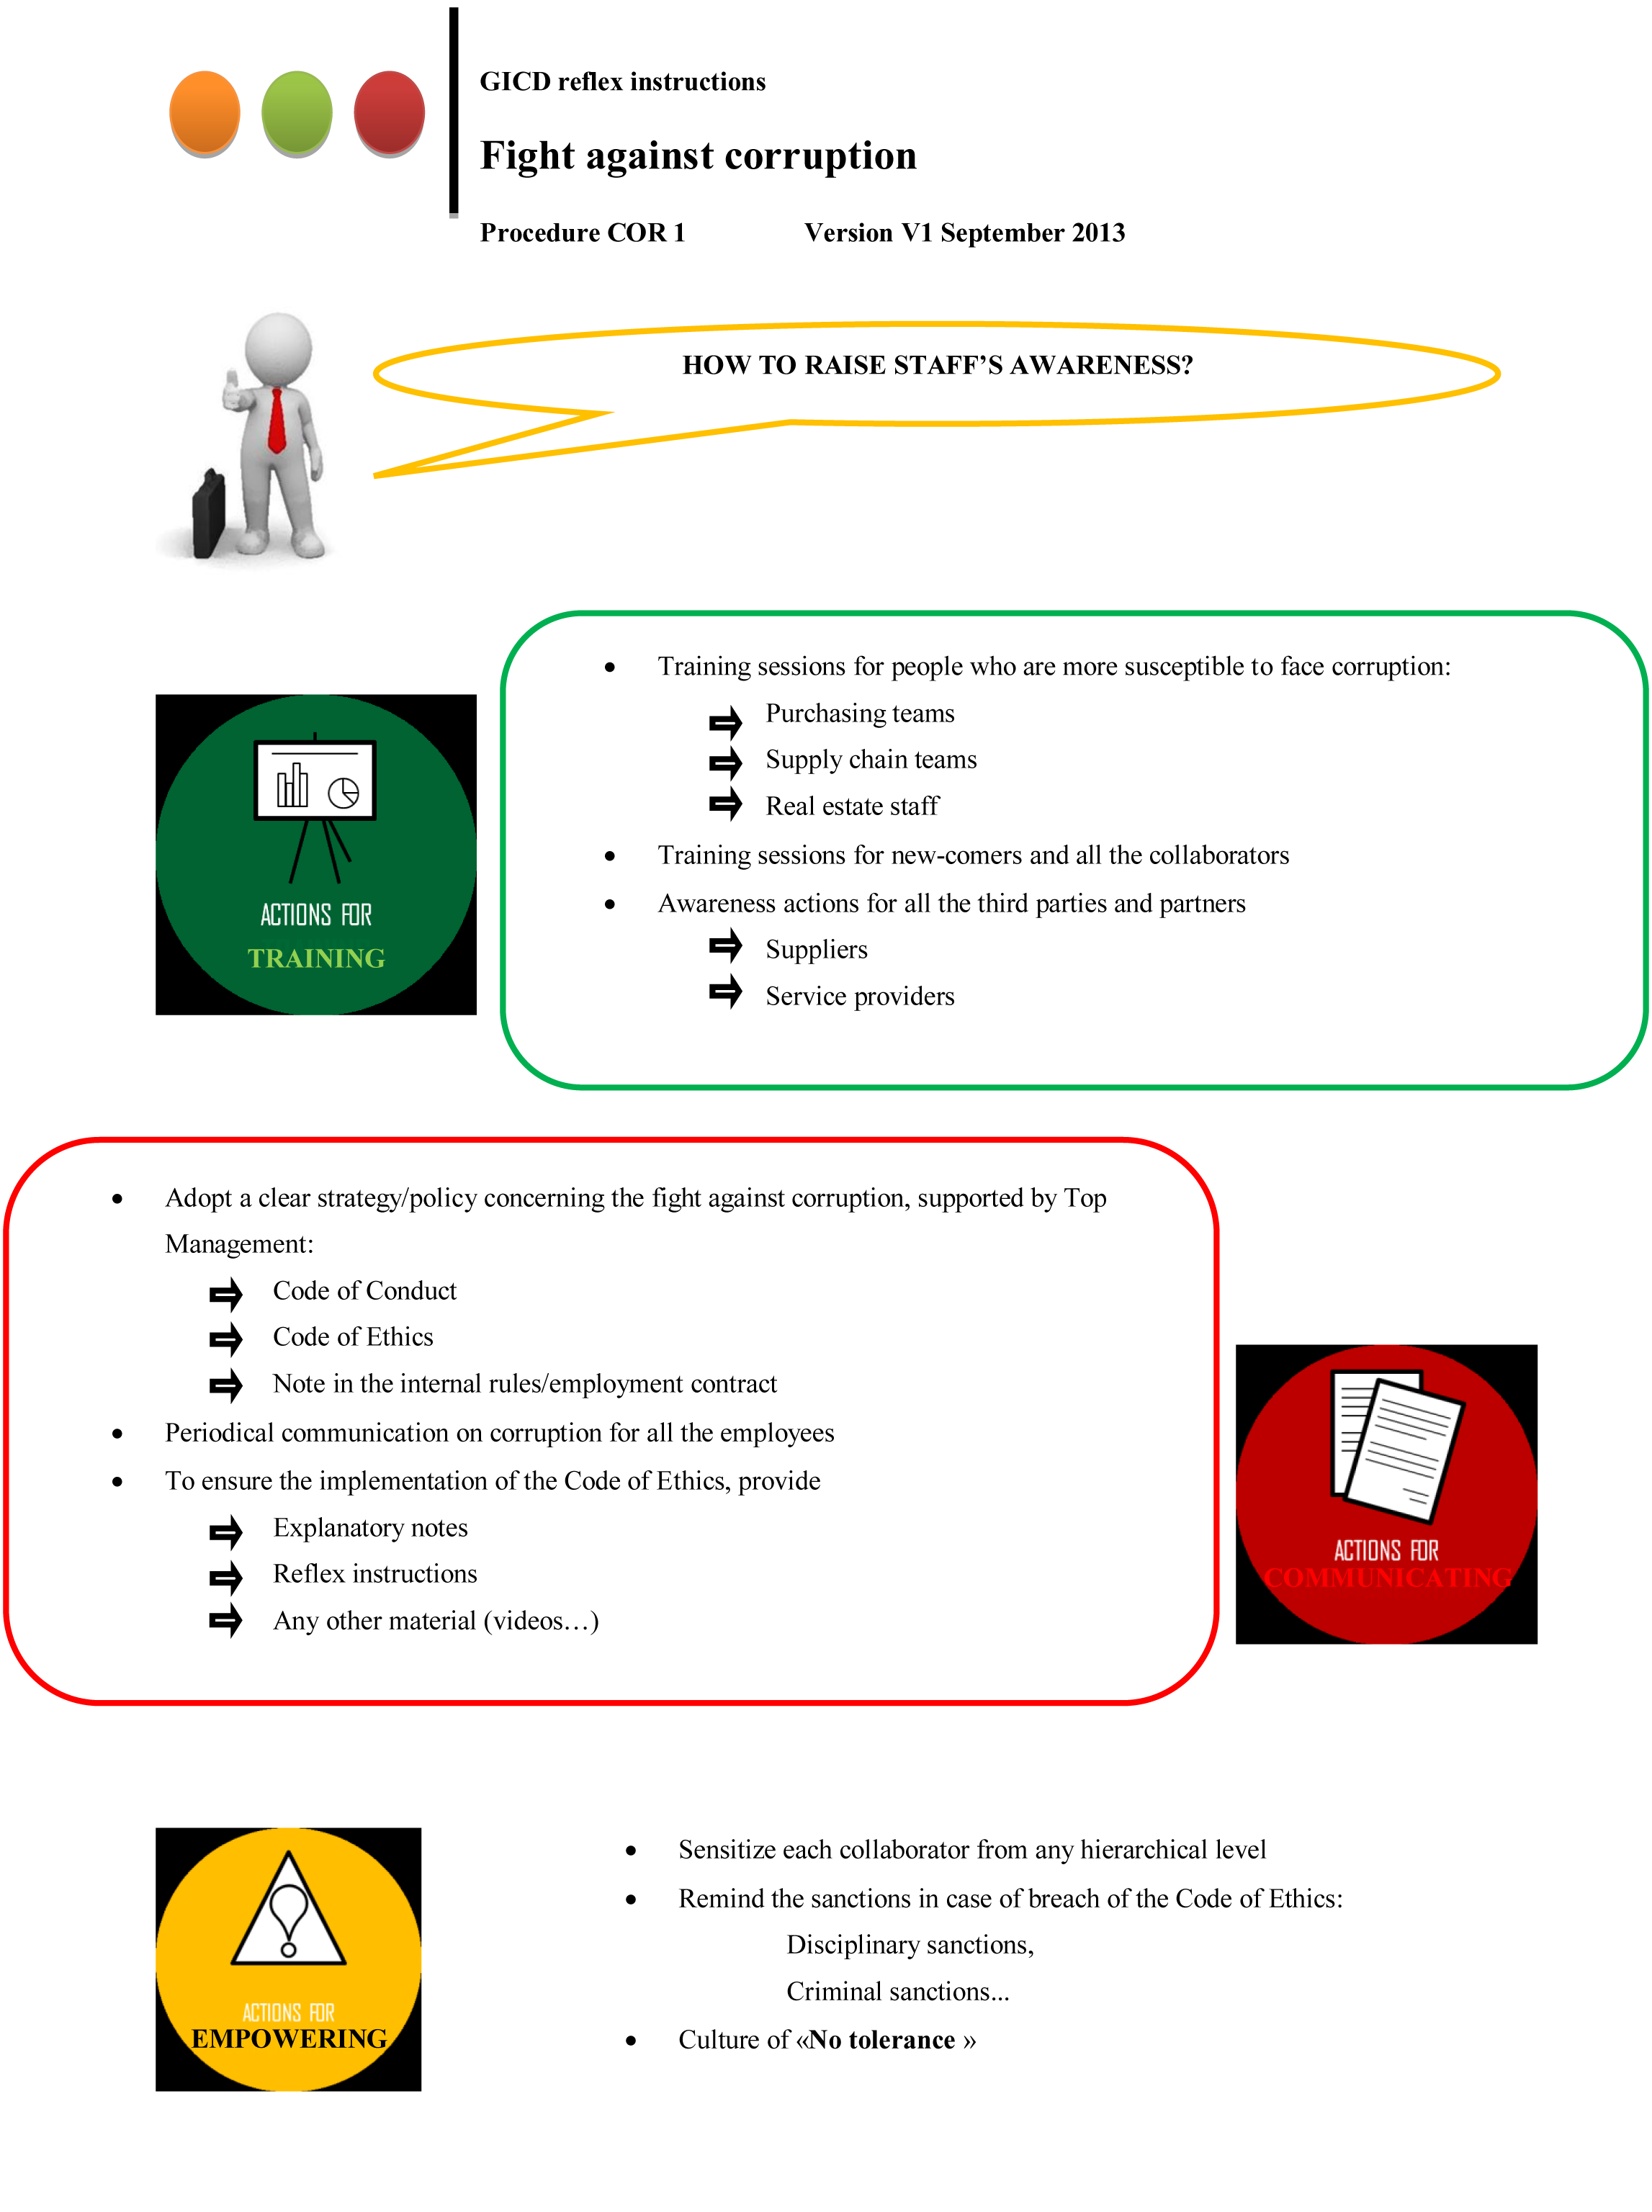 GICD reflex instructions
Fight against corruption
Procedure COR 1 Version V1 September 2013
HOW TO RAISE STAFF’S AWARENESS?
• Training sessions for people who are more susceptible to face corruption:
Purchasing teams
Supply chain teams
Real estate staff
• Training sessions for new-comers and all the collaborators
• Awareness actions for all the third parties and partners
Suppliers
Service providers
ACTIONS FOR
TRAINING
• Adopt a clear strategy/policy concerning the fight against corruption, supported by Top
Management:
Code of Conduct
Code of Ethics
Note in the internal rules/employment contract
• Periodical communication on corruption for all the employees
• To ensure the implementation of the Code of Ethics, provide
Explanatory notes
Reflex instructions
Any other material (videos…)
ACTIONS FOR
COMMUNICATING
ACTIONS FOR
EMPOWERING
• Sensitize each collaborator from any hierarchical level
• Remind the sanctions in case of breach of the Code of Ethics:
Disciplinary sanctions,
Criminal sanctions...
• Culture of «No tolerance »